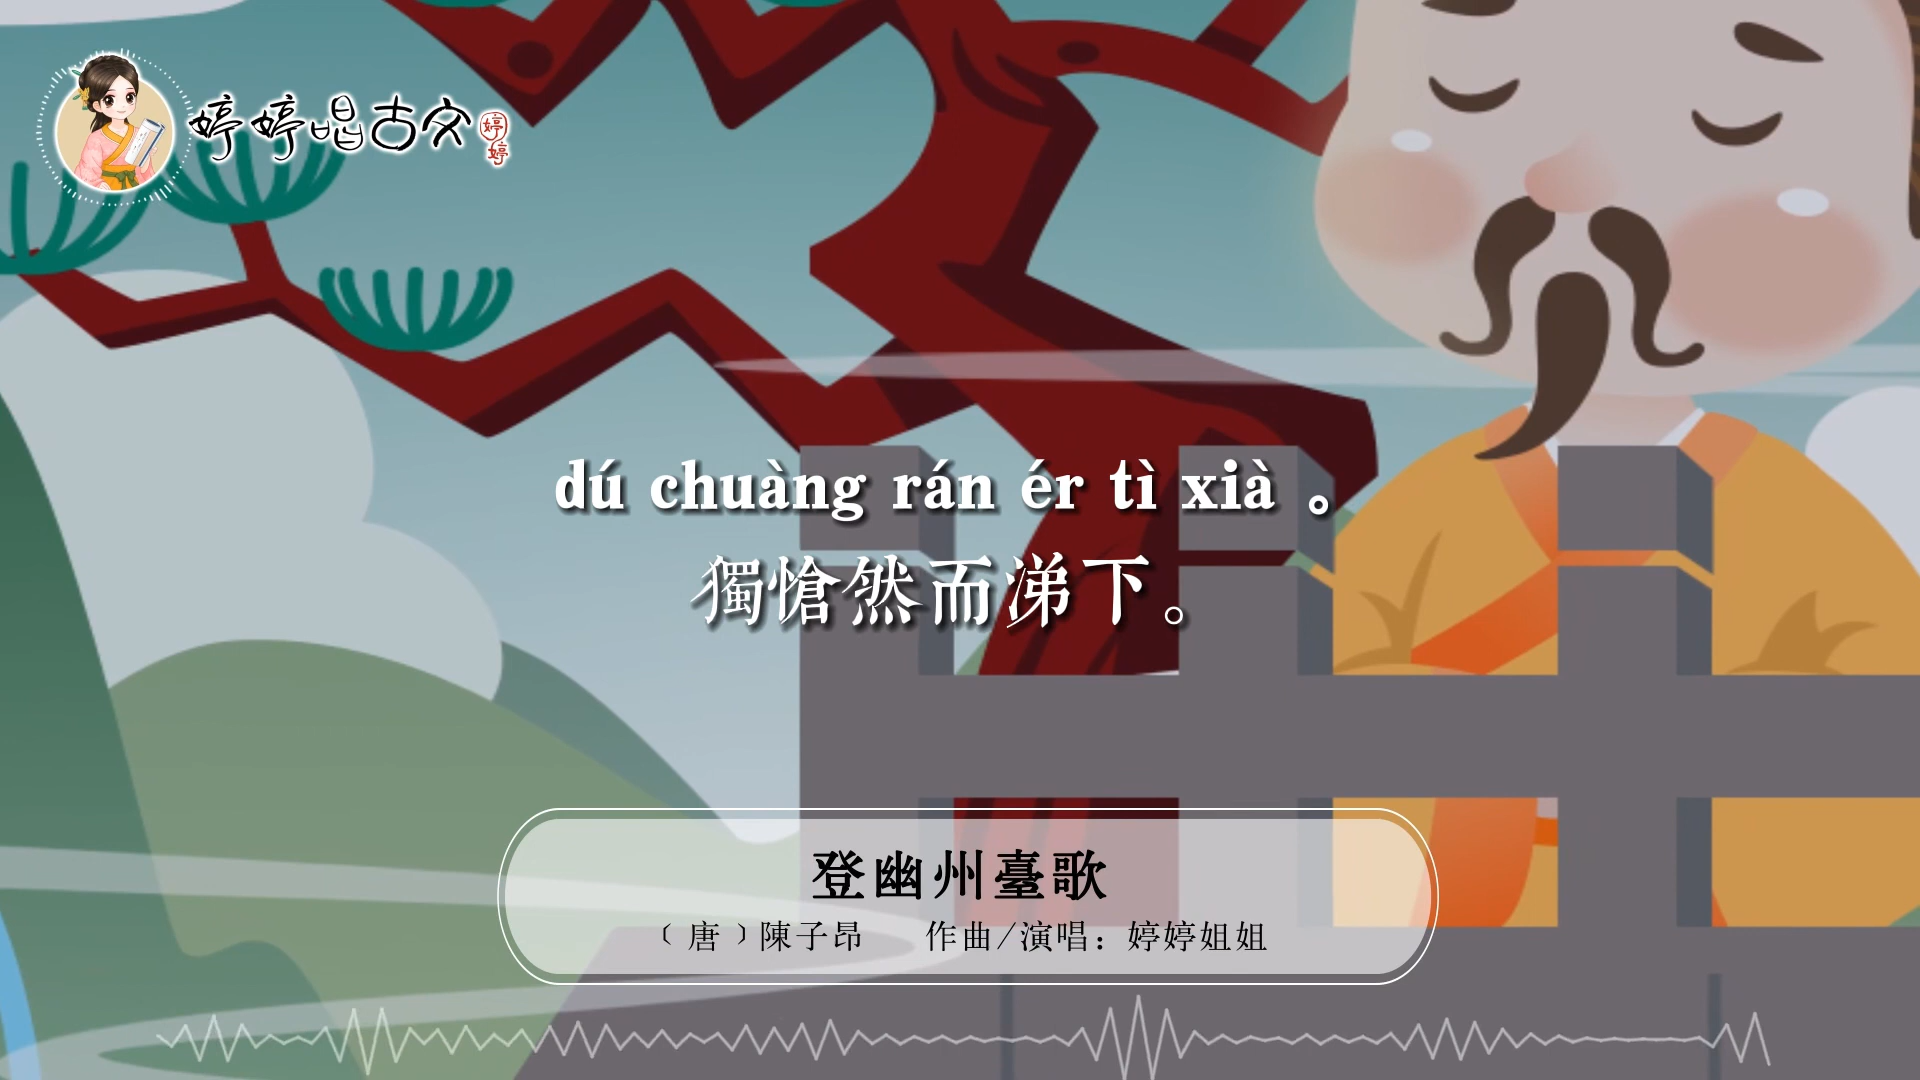 婷婷唱古文
婷婷
dú chuàng rán ér tì xià 。
獨愴然而涕下。
登幽州臺歌
﹝唐﹞陳子昂 作曲/演唱：婷婷姐姐